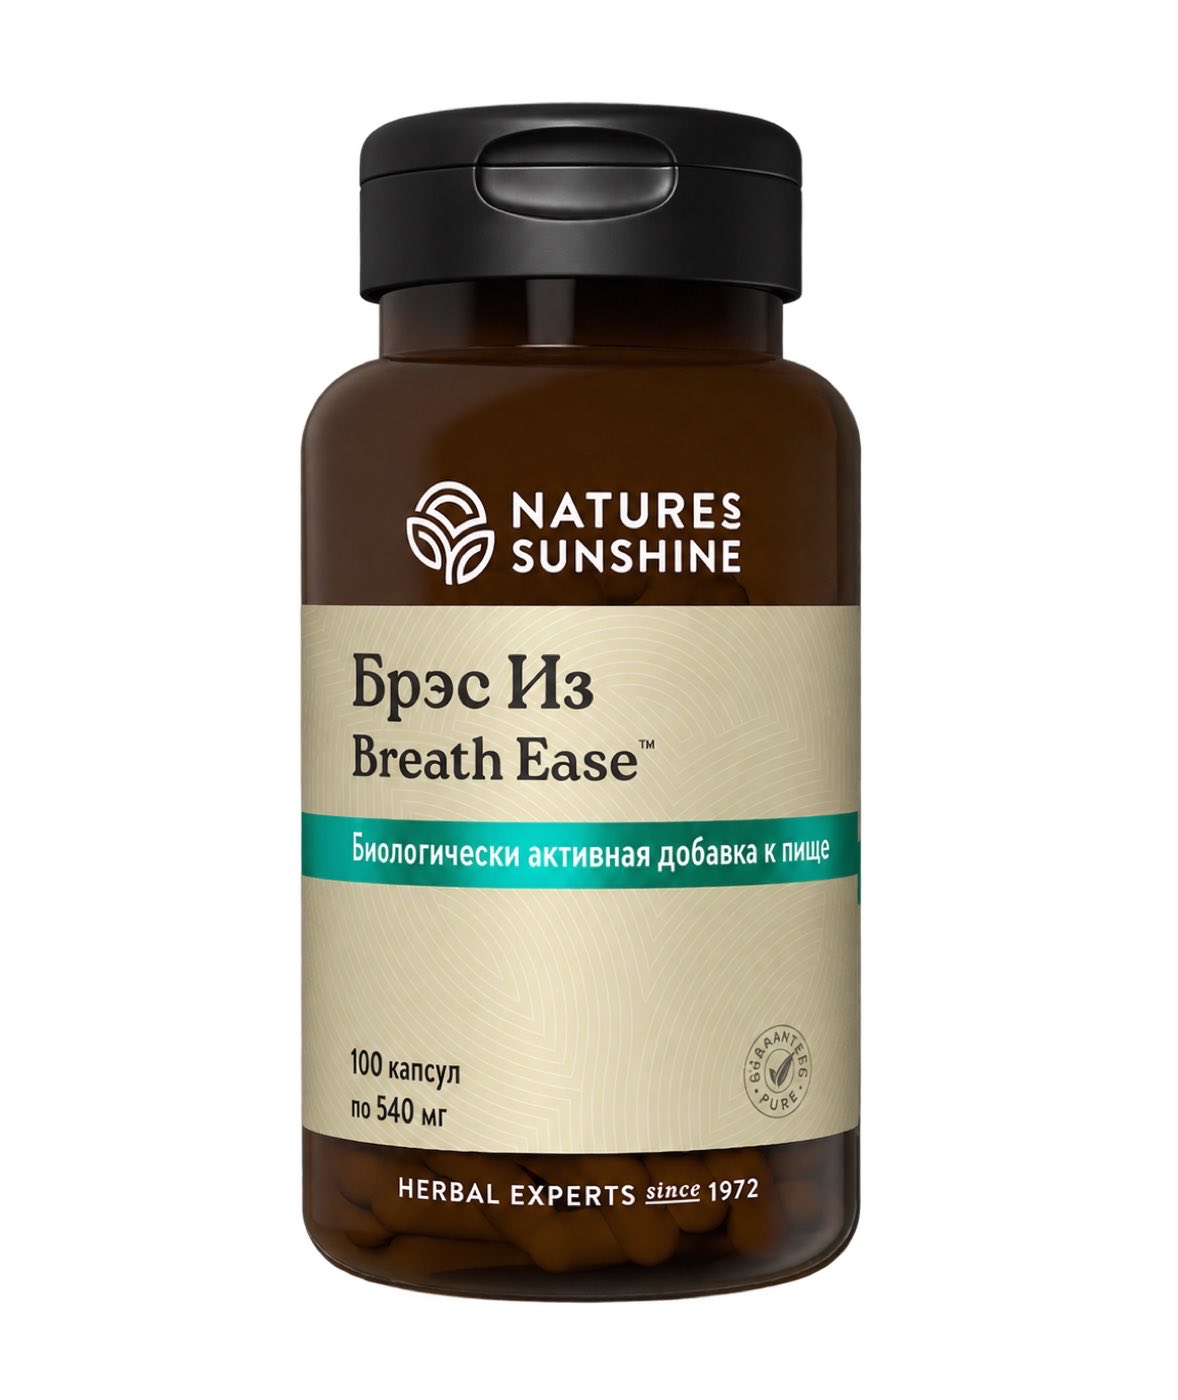 NATURES
SUNSHINE
Брэс Из
Breath Ease™
Биологически активная добавка к пище
100 капсул
по 540 мг
PURE
HERBAL EXPERTS since 1972